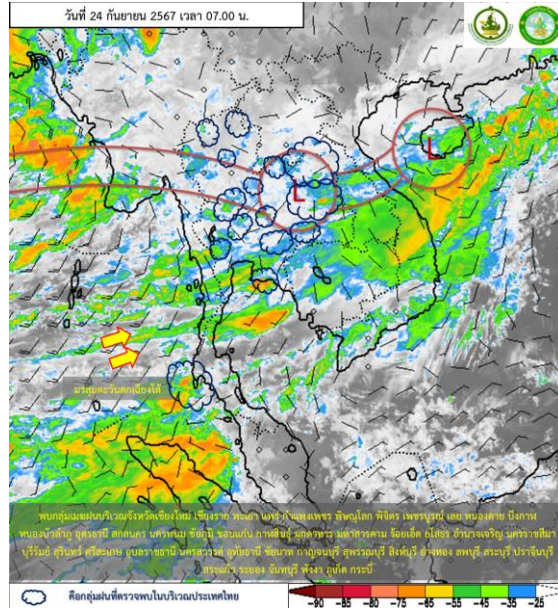 วันที่ 24 กันยายน 2567 เวลา 07.00 น.
L
L
มรสุมตะวันตกเฉียงใต้
พบกลุ่มเมฆฝนบริเวณจังหวัดเชียงใหม่ เชียงราย พะเยา แพร่ กำแพงเพชร พิษณุโลก พิจิตร เพชรบูรณ์ เลย หนองคาย บึงกาฬ
หนองบัวลำภู อุดรธานี สกลนคร นครพนม ชัยภูมิ ขอนแก่น กาฬสินธุ์ มุกดาหาร มหาสารคาม ร้อยเอ็ด ยโสธร อำนาจเจริญ นครราชสีมา
บุรีรัมย์ สุรินทร์ ศรีสะเกษ อุบลราชธานี นครสวรรค์ อุทัยธานี ชัยนาท กาญจนบุรี สุพรรณบุรี สิงห์บุรี อ่างทอง ลพบุรี สระบุรี ปราจีนบุรี
สระแก้ว ระยอง จันทบุรี พังงา ภูเก็ต กระบี่
คือกลุ่มฝนที่ตรวจพบในบริเวณประเทศไทย
-90 -85 -80 -75 -65 -55 -45 -35 -26